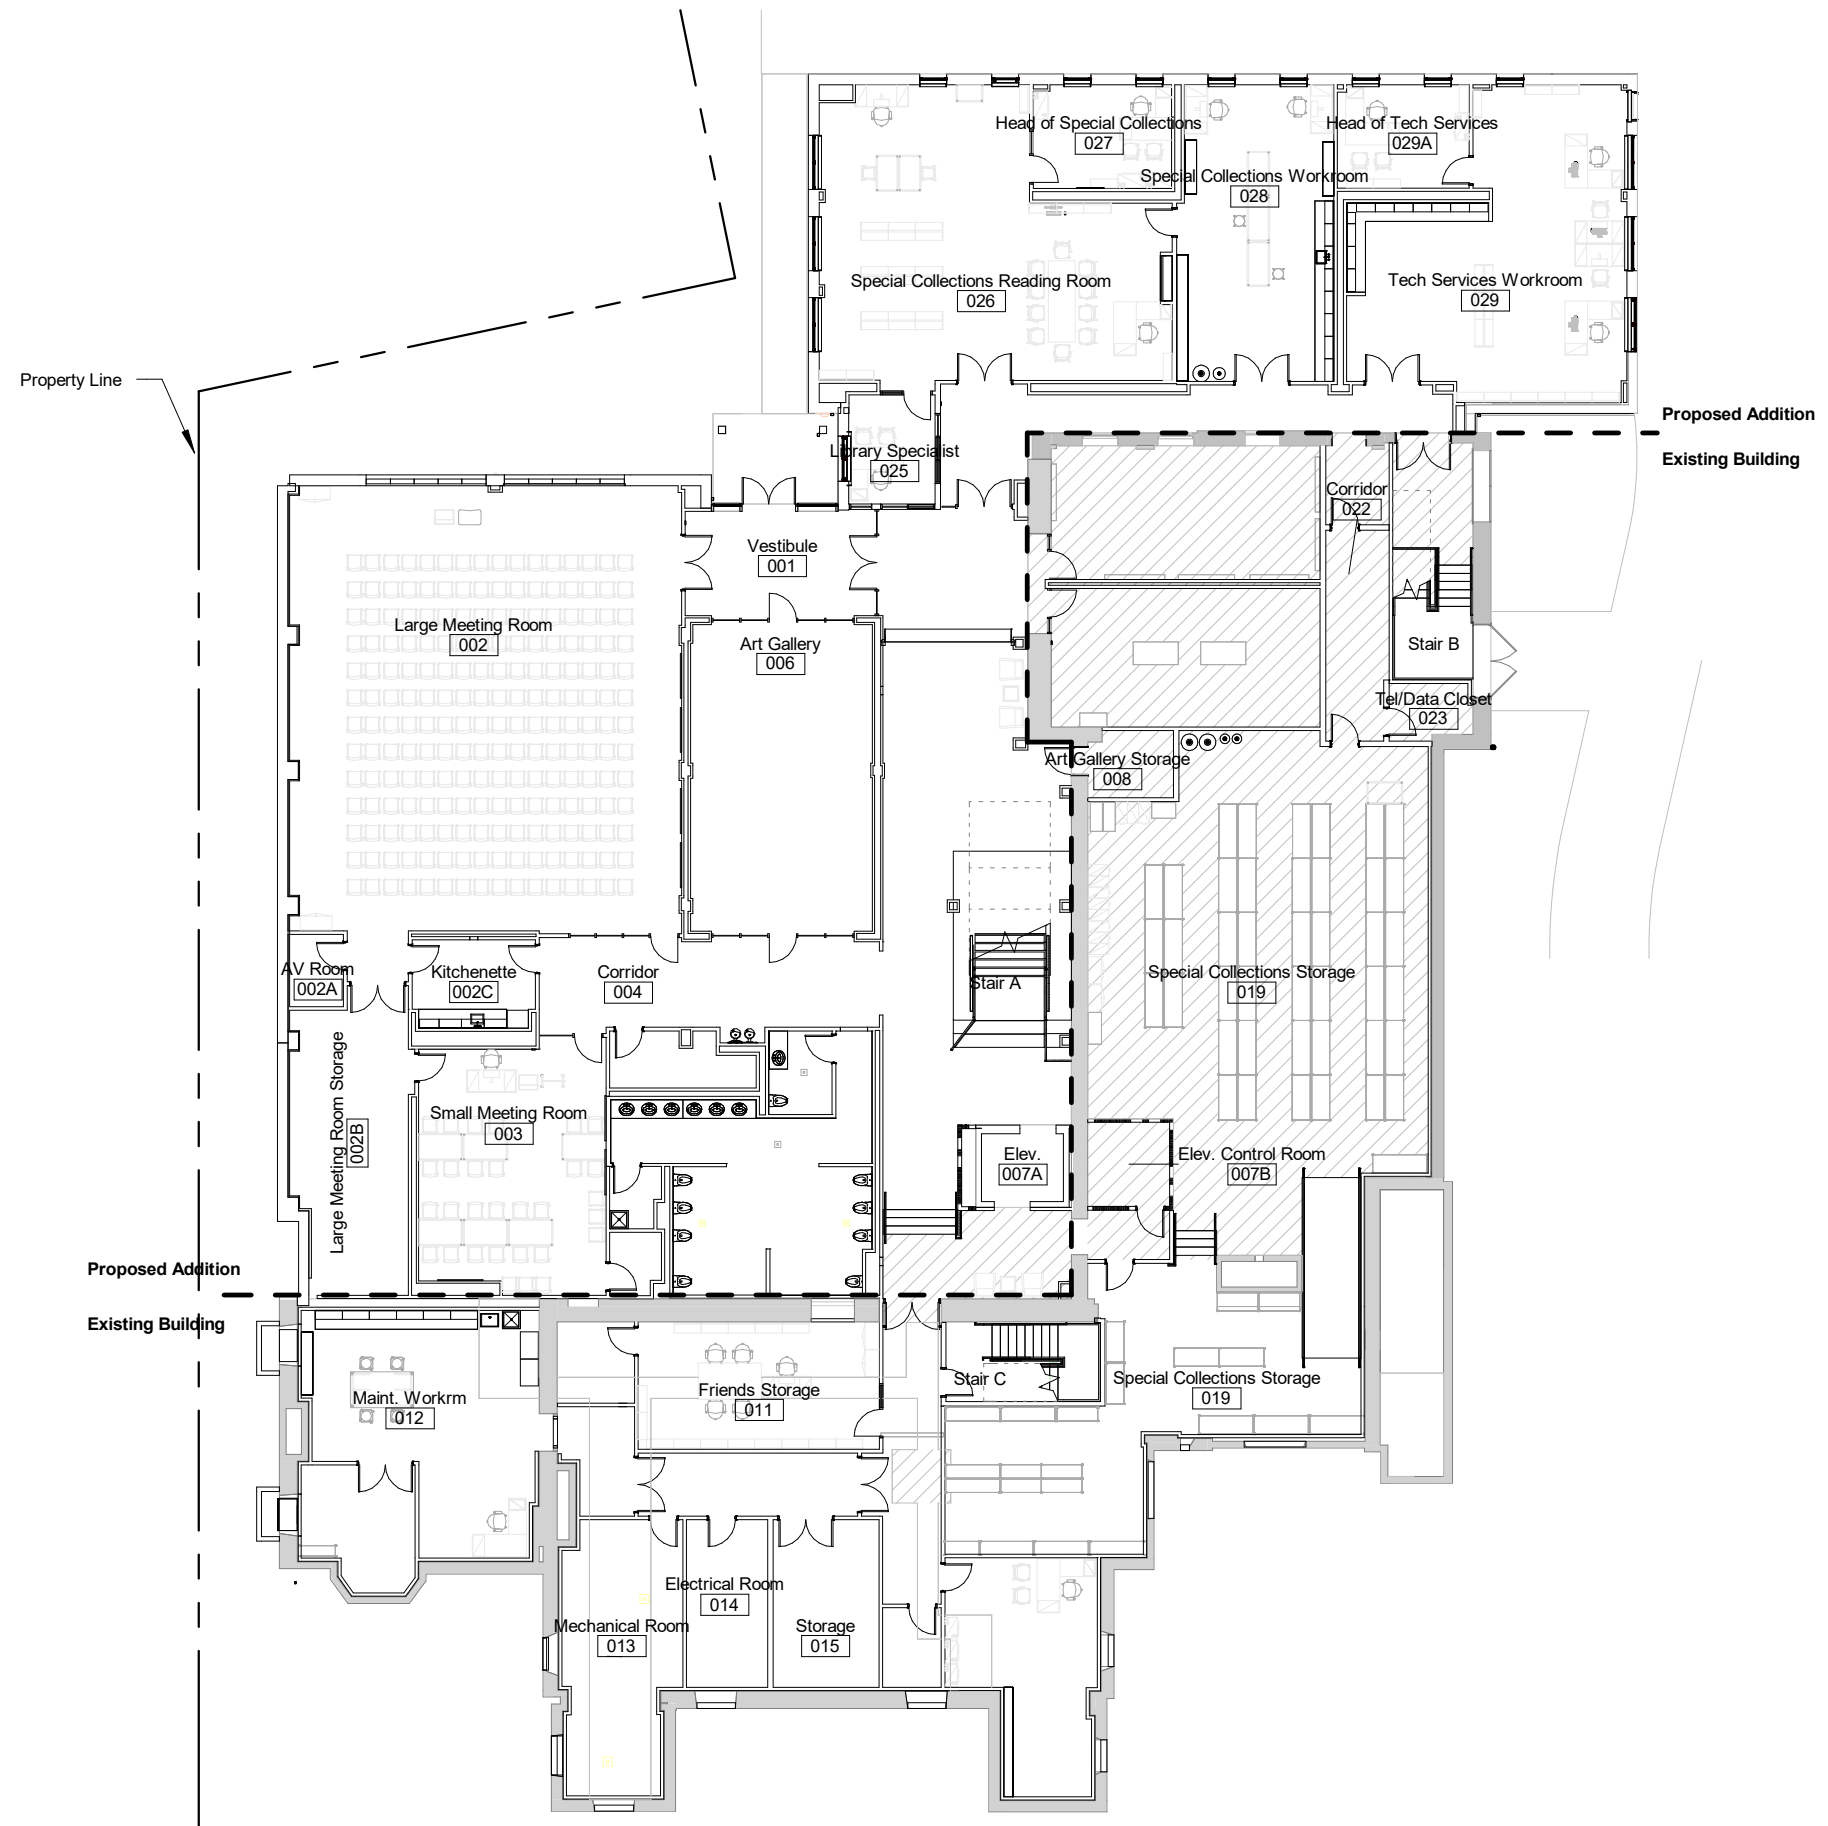 Head of Special Collections
027
Head of Tech Services
029A
Special Collections Workroom
028
Special Collections Reading Room
026
Tech Services Workroom
029
Property Line
Proposed Addition
Existing Building
Library Specialist
025
Corridor
022
Vestibule
001
Large Meeting Room
002
Art Gallery
006
Stair B
Tel/Data Closet
023
Art Gallery Storage
008
AV Room
002A
Kitchenette
002C
Corridor
004
Stair A
Special Collections Storage
019
Large Meeting Room Storage
002B
Small Meeting Room
003
Elev.
007A
Elev. Control Room
007B
Proposed Addition
Existing Building
Maint. Workrm
012
Friends Storage
011
Stair C
Special Collections Storage
019
Electrical Room
014
Mechanical Room
013
Storage
015